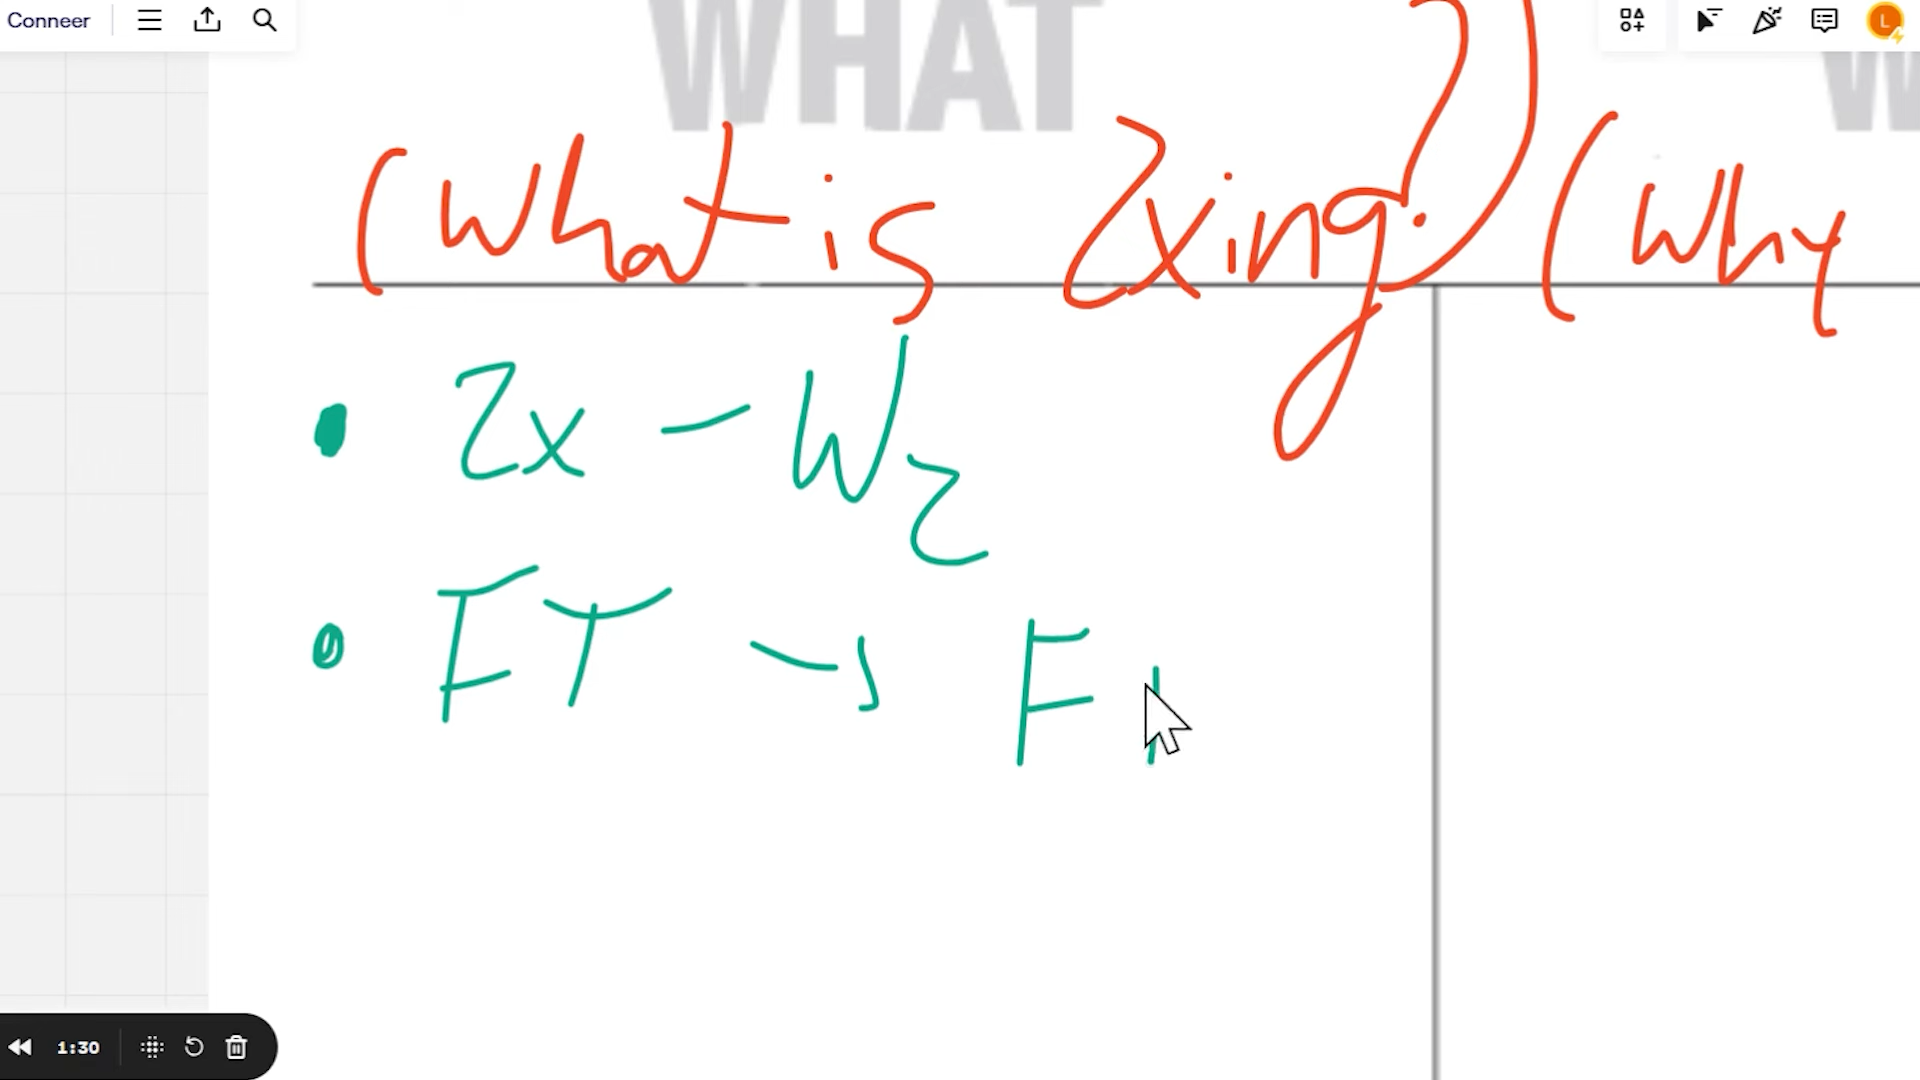 Conneer
L
WHAT
W
(What is Zxing?) (Why
• Zx - Wz
• FT → F
1:30